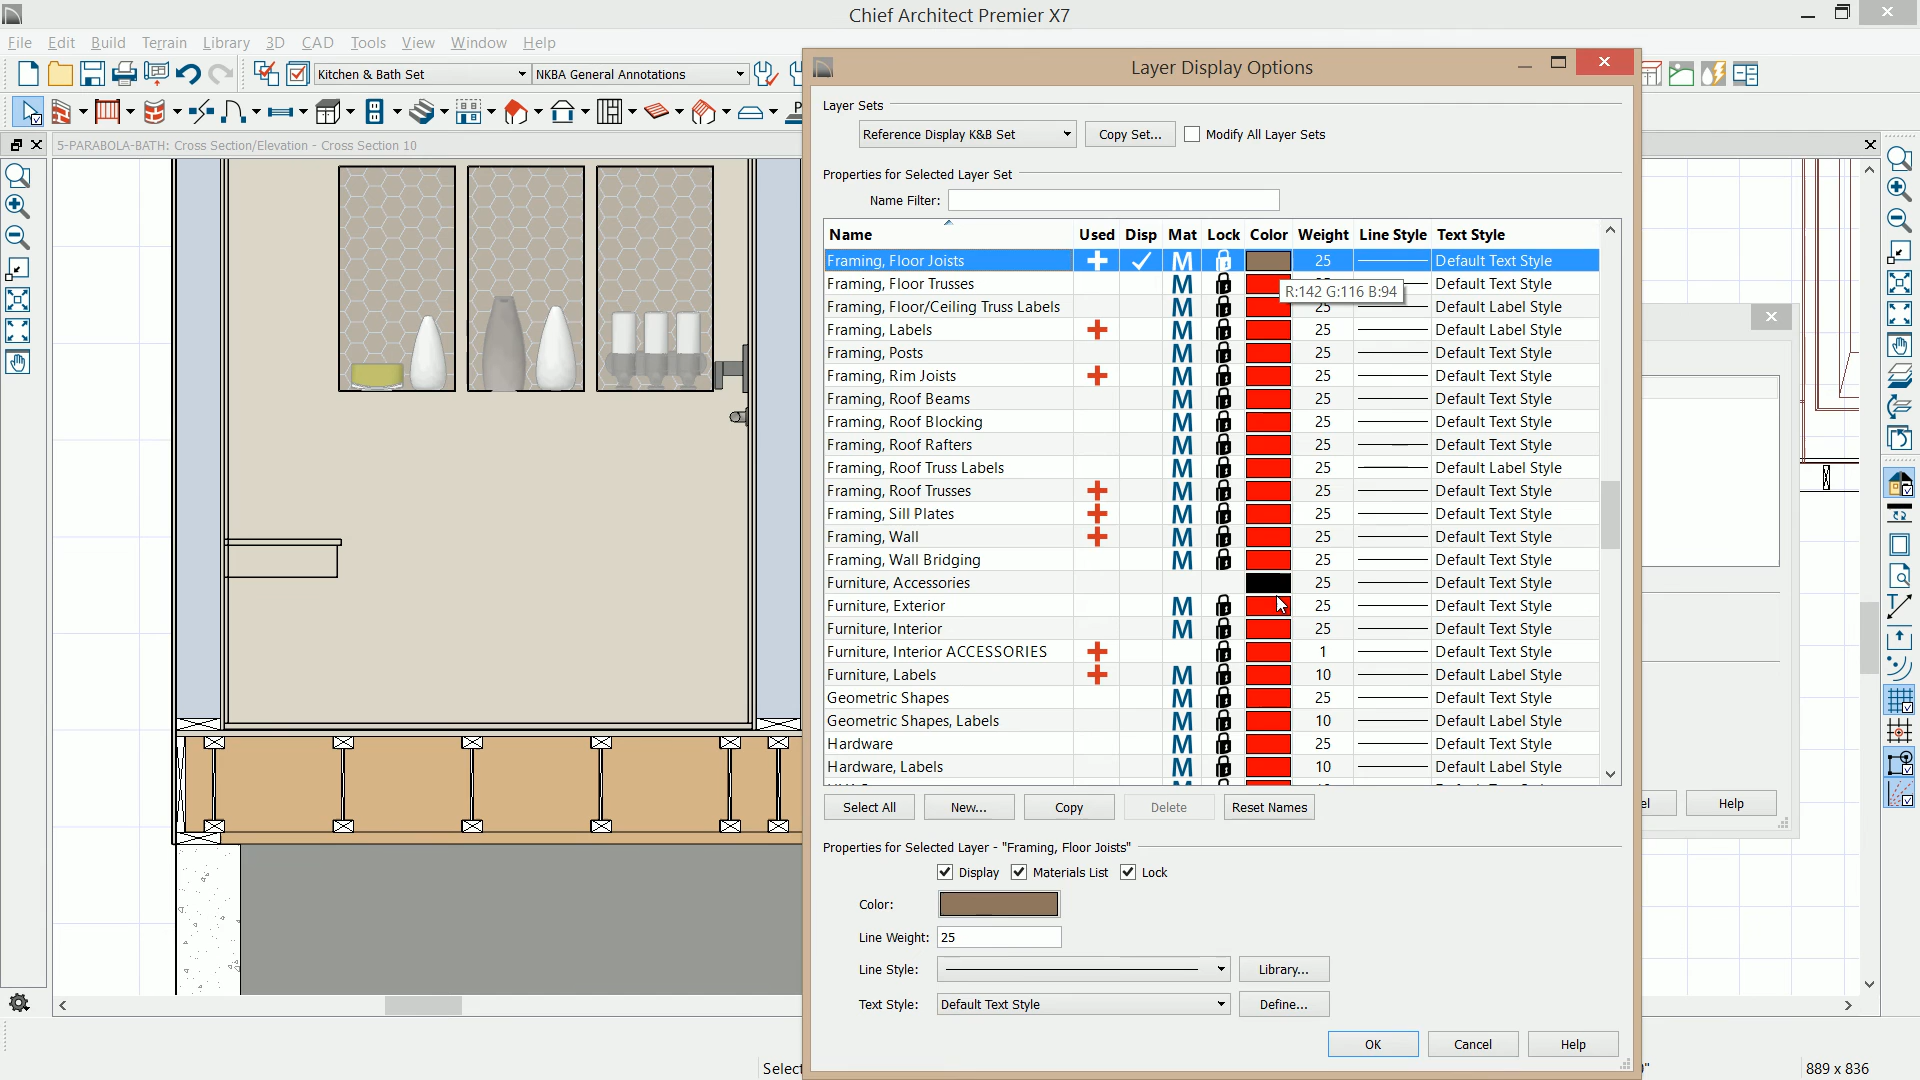 Chief Architect Premier X7
File Edit Build Terrain Library 3D CAD Tools View Window Help
Kitchen & Bath Set NKBA General Annotations
5-PARABOLA-BATH: Cross Section/Elevation - Cross Section 10
Layer Display Options
Layer Sets
Reference Display K&B Set Copy Set... Modify All Layer Sets
Properties for Selected Layer Set
Name Filter:
Name Used Disp Mat Lock Color Weight Line Style Text Style
Framing, Floor Joists M 25 Default Text Style
Framing, Floor Trusses M Default Text Style
R:142 G:116 B:94
Framing, Floor/Ceiling Truss Labels M 25 Default Label Style
Framing, Labels M 25 Default Label Style
Framing, Posts M 25 Default Text Style
Framing, Rim Joists M 25 Default Text Style
Framing, Roof Beams M 25 Default Text Style
Framing, Roof Blocking M 25 Default Text Style
Framing, Roof Rafters M 25 Default Text Style
Framing, Roof Truss Labels M 25 Default Label Style
Framing, Roof Trusses M 25 Default Text Style
Framing, Sill Plates M 25 Default Text Style
Framing, Wall M 25 Default Text Style
Framing, Wall Bridging M 25 Default Text Style
Furniture, Accessories 25 Default Text Style
Furniture, Exterior M 25 Default Text Style
Furniture, Interior M 25 Default Text Style
Furniture, Interior ACCESSORIES 1 Default Text Style
Furniture, Labels M 10 Default Label Style
Geometric Shapes M 25 Default Text Style
Geometric Shapes, Labels M 10 Default Label Style
Hardware M 25 Default Text Style
Hardware, Labels M 10 Default Label Style
Select All New... Copy Delete Reset Names
Help
Properties for Selected Layer - "Framing, Floor Joists"
Display Materials List Lock
Color:
Line Weight: 25
Line Style: Library...
Text Style: Default Text Style Define...
OK Cancel Help
889 x 836